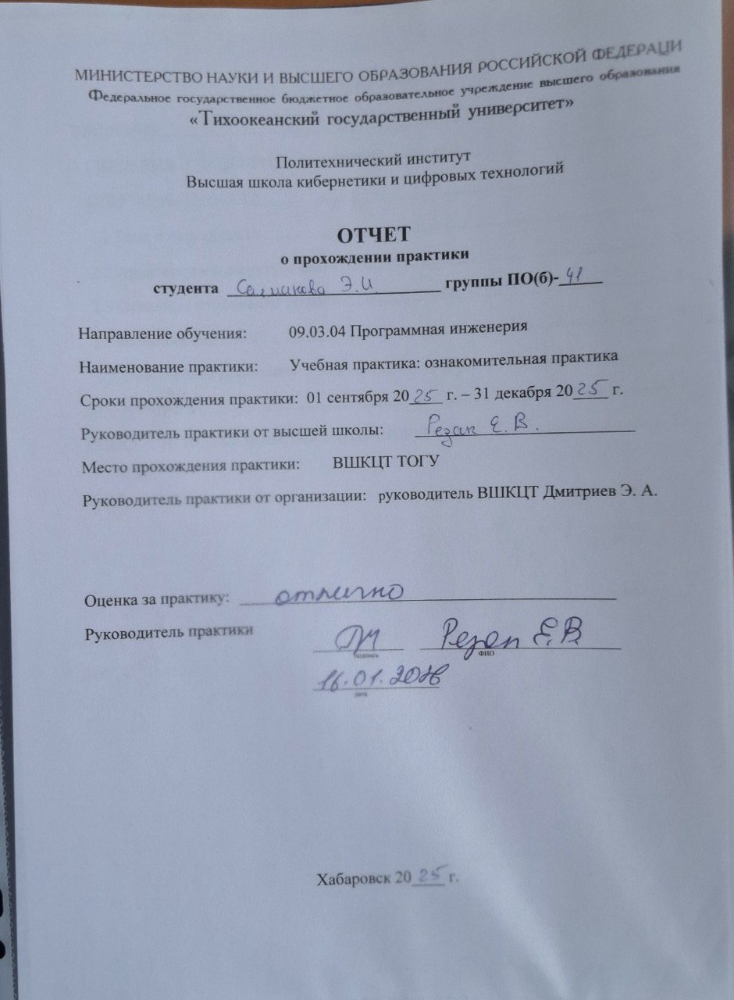 МИНИСТЕРСТВО НАУКИ И ВЫСШЕГО ОБРАЗОВАНИЯ РОССИЙСКОЙ ФЕДЕРАЦИ
Федеральное государственное бюджетное образовательное учреждение высшего образования
«Тихоокеанский государственный университет»
Политехнический институт
Высшая школа кибернетики и цифровых технологий
ОТЧЕТ
о прохождении практики
студента Салманова Э.И группы ПО(б)-41
Направление обучения: 09.03.04 Программная инженерия
Наименование практики: Учебная практика: ознакомительная практика
Сроки прохождения практики: 01 сентября 2025 г. – 31 декабря 2025 г.
Руководитель практики от высшей школы: Резак Е. В.
Место прохождения практики: ВШКЦТ ТОГУ
Руководитель практики от организации: руководитель ВШКЦТ Дмитриев Э. А.
Оценка за практику: отлично
Руководитель практики Резак Е.В.
подпись ФИО
16.01.2026
дата
Хабаровск 2025 г.